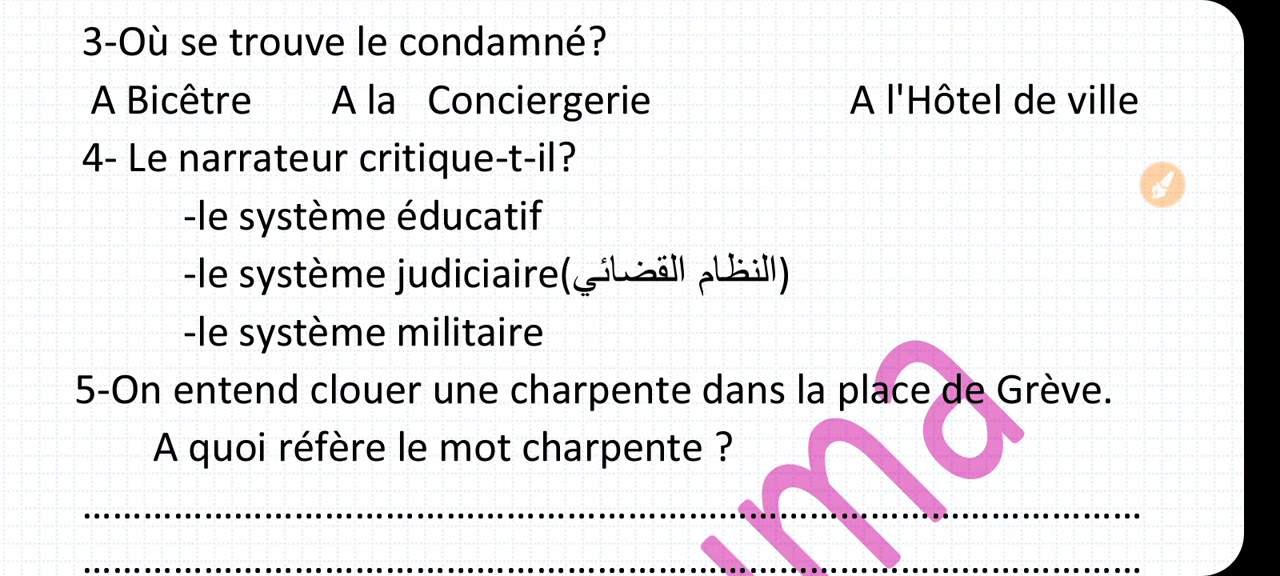 3-Où se trouve le condamné?
A Bicêtre A la Conciergerie A l'Hôtel de ville
4- Le narrateur critique-t-il?
-le système éducatif
-le système judiciaire(النظام القضائي)
-le système militaire
5-On entend clouer une charpente dans la place de Grève.
A quoi réfère le mot charpente ?